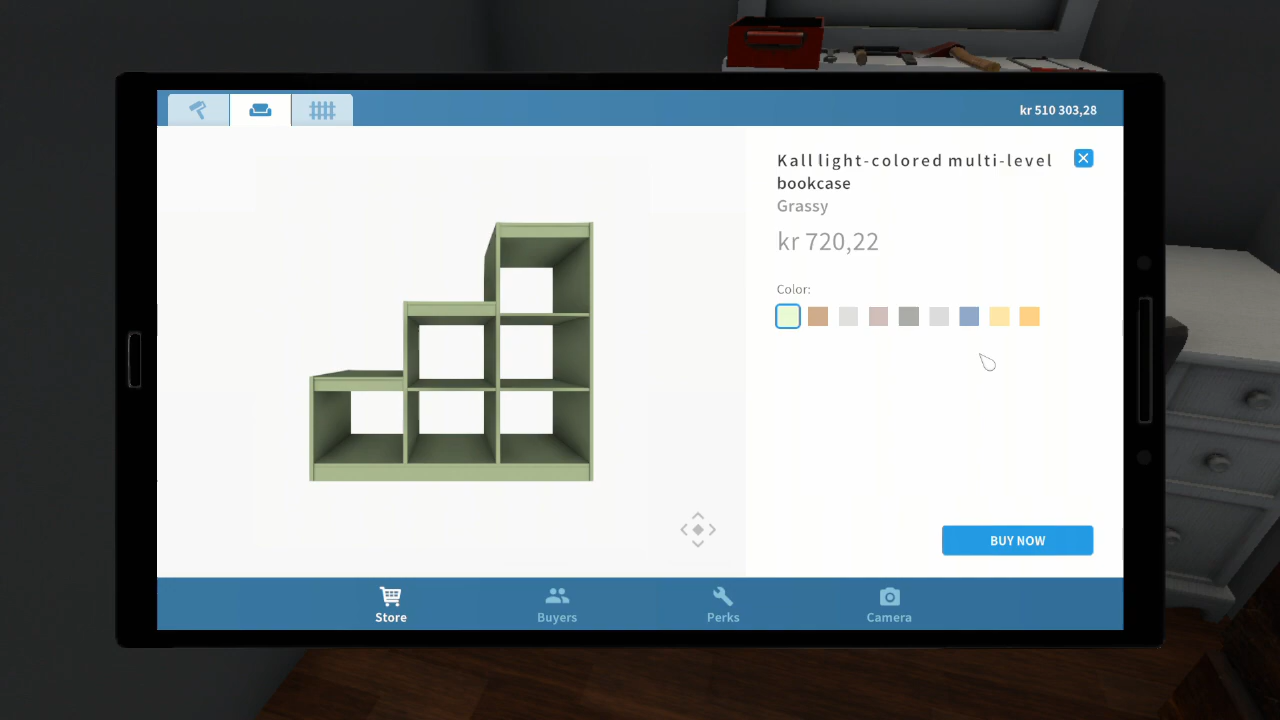 kr 510 303,28
Kall light-colored multi-level
bookcase
Grassy
kr 720,22
Color:
BUY NOW
Store
Buyers
Perks
Camera